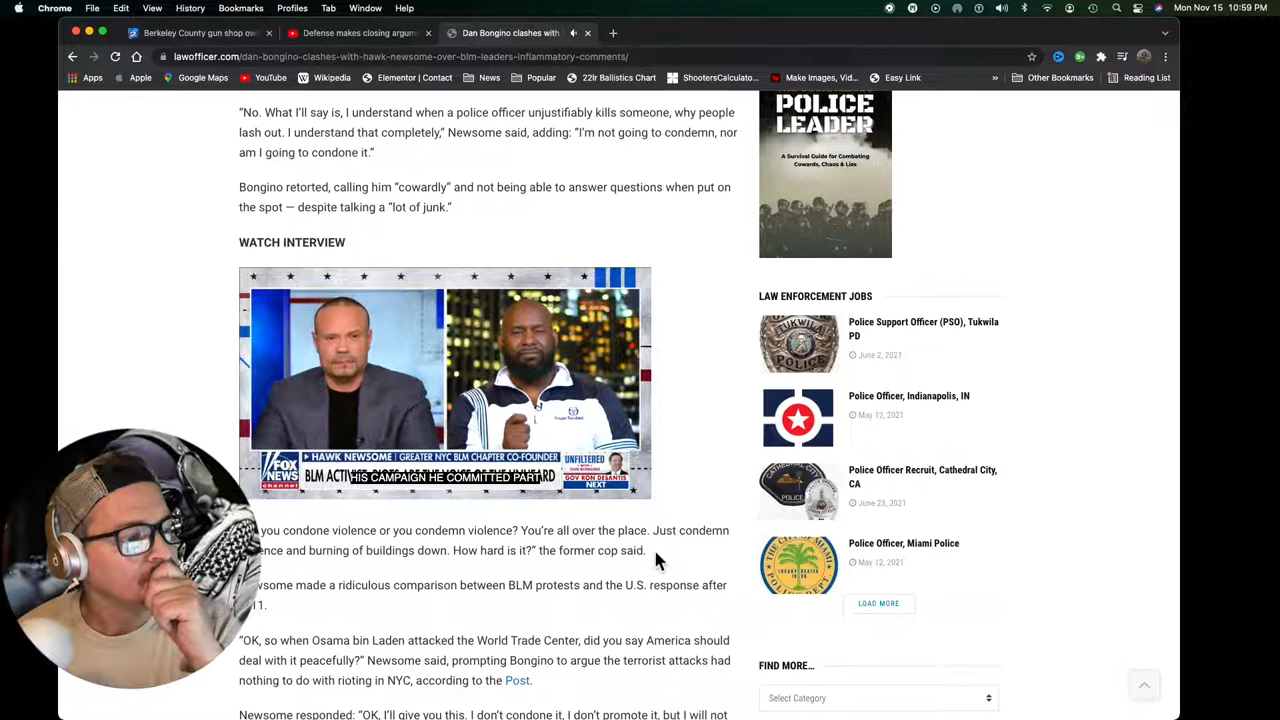 Chrome File Edit View History Bookmarks Profiles Tab Window Help
Mon Nov 15 10:59 PM
Berkeley County gun shop ow
Defense makes closing argum
Dan Bongino clashes with
lawofficer.com/dan-bongino-clashes-with-hawk-newsome-over-blm-leaders-inflammatory-comments/
Apps Apple Google Maps YouTube Wikipedia Elementor | Contact News Popular 22lr Ballistics Chart ShootersCalculato... Make Images, Vid... Easy Link » Other Bookmarks Reading List
“No. What I’ll say is, I understand when a police officer unjustifiably kills someone, why people
lash out. I understand that completely,” Newsome said, adding: “I’m not going to condemn, nor
am I going to condone it.”
Bongino retorted, calling him “cowardly” and not being able to answer questions when put on
the spot — despite talking a “lot of junk.”
WATCH INTERVIEW
HAWK NEWSOME | GREATER NYC BLM CHAPTER CO-FOUNDER
FOX
NEWS
channel
BLM ACTIV
HIS CAMPAIGN HE COMMITTED PART
UNFILTERED
WITH
DAN BONGINO
GOV RON DESANTIS
NEXT
you condone violence or you condemn violence? You’re all over the place. Just condemn
ence and burning of buildings down. How hard is it?” the former cop said.
wsome made a ridiculous comparison between BLM protests and the U.S. response after
11.
“OK, so when Osama bin Laden attacked the World Trade Center, did you say America should
deal with it peacefully?” Newsome said, prompting Bongino to argue the terrorist attacks had
nothing to do with rioting in NYC, according to the Post.
Newsome responded: “OK, I’ll give you this. I don’t condone it, I don’t promote it, but I will not
POLICE
LEADER
A Survival Guide for Combating
Cowards, Chaos & Lies
LAW ENFORCEMENT JOBS
TUKWILA
POLICE
Police Support Officer (PSO), Tukwila
PD
June 2, 2021
Police Officer, Indianapolis, IN
May 12, 2021
Police Officer Recruit, Cathedral City,
CA
June 23, 2021
Police Officer, Miami Police
May 12, 2021
LOAD MORE
FIND MORE...
Select Category